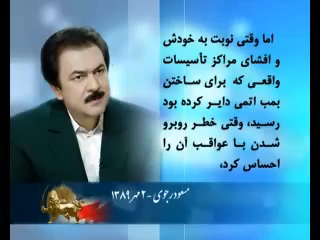 اما وقتی نوبت به خودش
و افشای مراکز تأسیسات
واقعی که برای ساختن
بمب اتمی دایر کرده بود
رسید، وقتی خطر روبرو
شدن با عواقب آن را
احساس کرد،
مسعود رجوی - ۲ مهر ۱۳۸۹